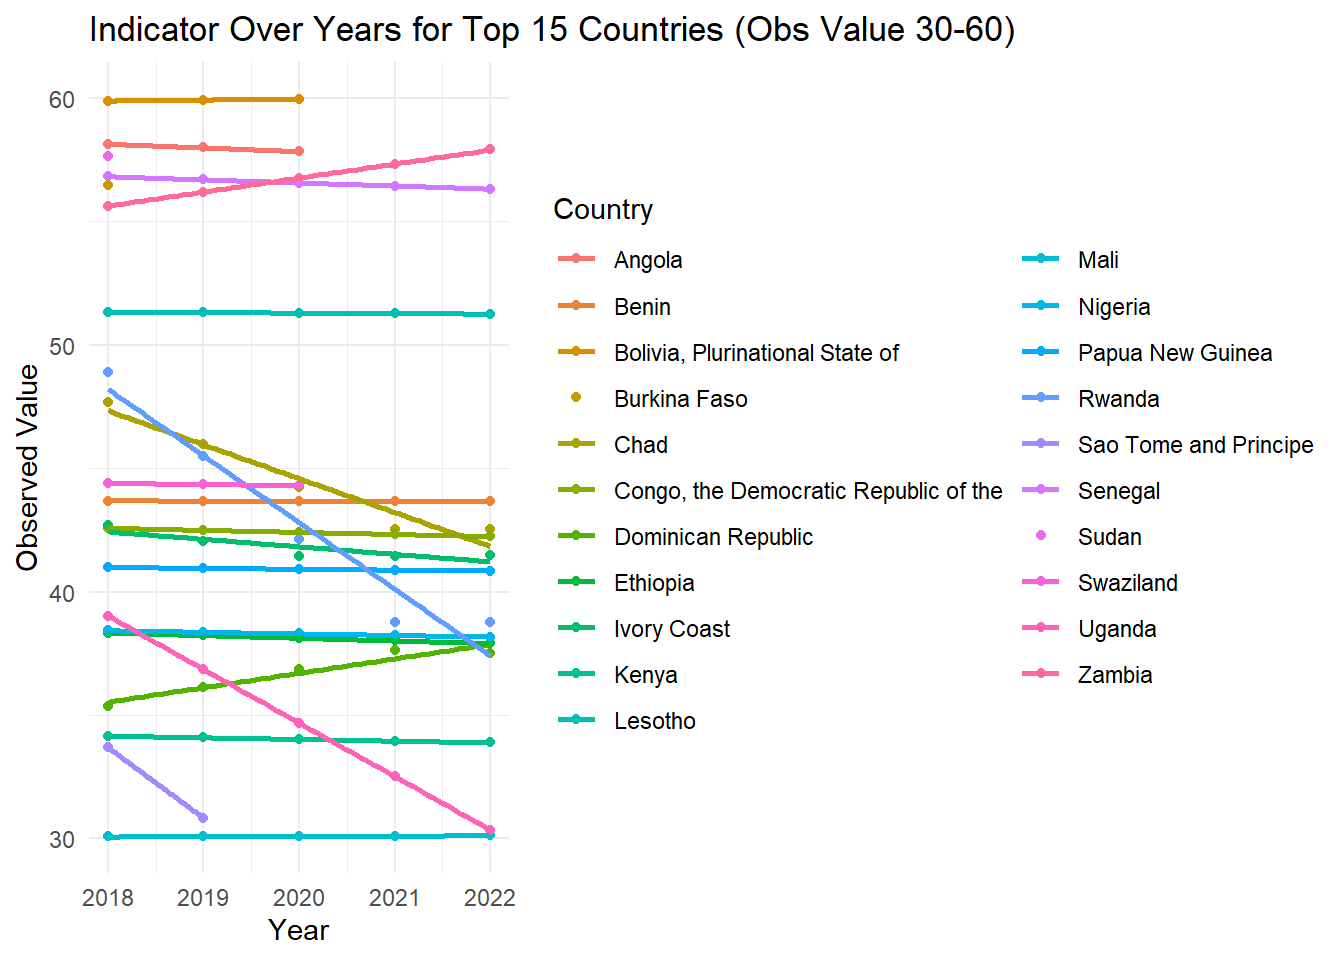 Indicator Over Years for Top 15 Countries (Obs Value 30-60)
Observed Value
60
50
40
30
2018 2019 2020 2021 2022
Year
Country
Angola
Benin
Bolivia, Plurinational State of
Burkina Faso
Chad
Congo, the Democratic Republic of the
Dominican Republic
Ethiopia
Ivory Coast
Kenya
Lesotho
Mali
Nigeria
Papua New Guinea
Rwanda
Sao Tome and Principe
Senegal
Sudan
Swaziland
Uganda
Zambia